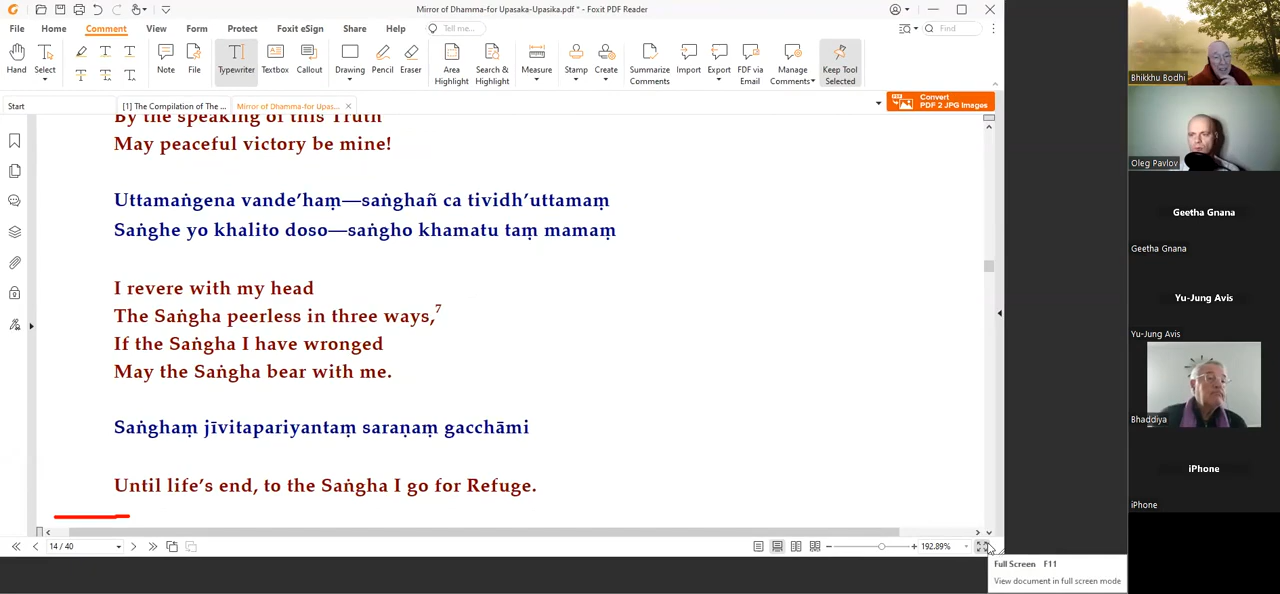 Mirror of Dhamma-for Upasaka-Upasika.pdf * - Foxit PDF Reader
File Home Comment View Form Protect Foxit eSign Share Help Tell me... Find
Hand Select Note File Typewriter Textbox Callout Drawing Pencil Eraser Area Highlight Search & Highlight Measure Stamp Create Summarize Comments Import Export FDF via Email Manage Comments Keep Tool Selected
Start [1] The Compilation of The ... Mirror of Dhamma-for Upas... Convert PDF 2 JPG Images
By the speaking of this Truth
May peaceful victory be mine!
Uttamaṅgena vande’haṃ—saṅghañ ca tividh’uttamaṃ
Saṅghe yo khalito doso—saṅgho khamatu taṃ mamaṃ
I revere with my head
The Saṅgha peerless in three ways,7
If the Saṅgha I have wronged
May the Saṅgha bear with me.
Saṅghaṃ jīvitapariyantaṃ saraṇaṃ gacchāmi
Until life’s end, to the Saṅgha I go for Refuge.
14 / 40 192.89%
Full Screen F11
View document in full screen mode
Bhikkhu Bodhi
Oleg Pavlov
Geetha Gnana
Geetha Gnana
Yu-Jung Avis
Yu-Jung Avis
Bhaddiya
iPhone
iPhone